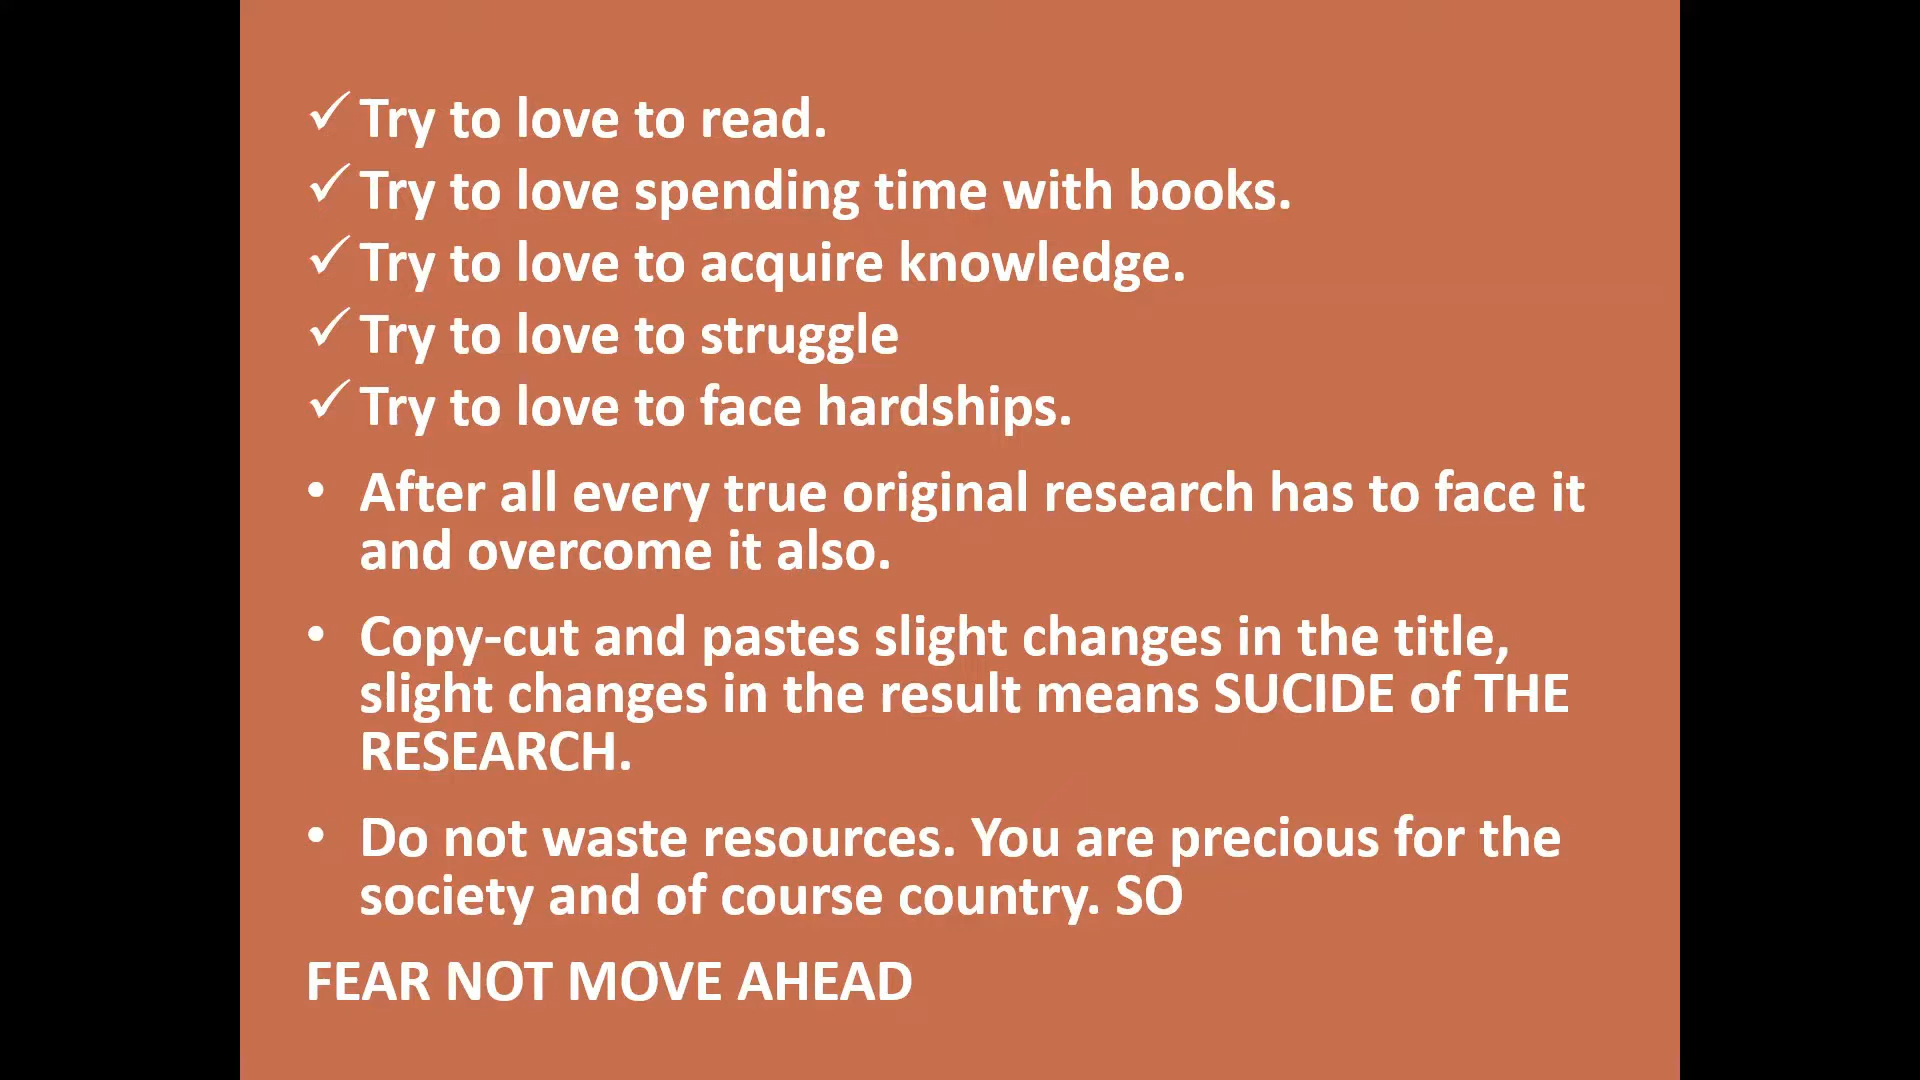 ✓ Try to love to read.
✓ Try to love spending time with books.
✓ Try to love to acquire knowledge.
✓ Try to love to struggle
✓ Try to love to face hardships.
• After all every true original research has to face it
and overcome it also.
• Copy-cut and pastes slight changes in the title,
slight changes in the result means SUCIDE of THE
RESEARCH.
• Do not waste resources. You are precious for the
society and of course country. SO
FEAR NOT MOVE AHEAD